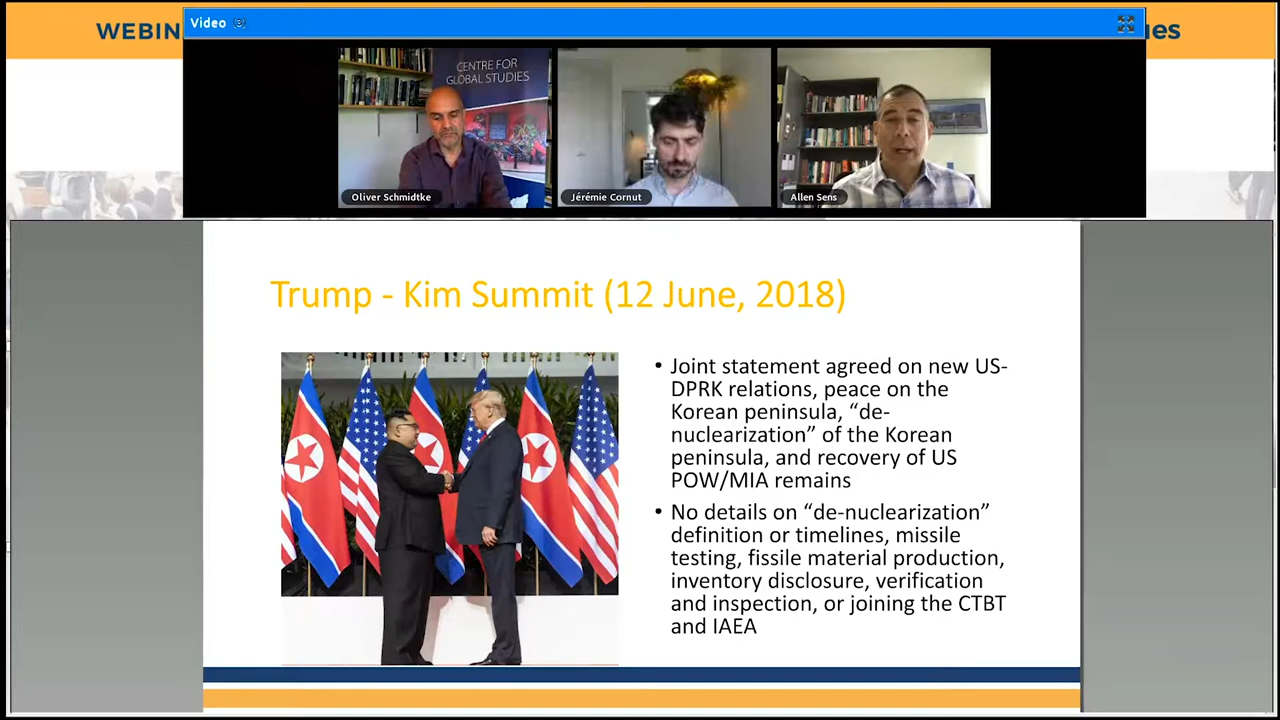 WEBIN
ies
Video (3)
CENTRE FOR
GLOBAL STUDIES
Oliver Schmidtke
Jérémie Cornut
Allen Sens
Trump - Kim Summit (12 June, 2018)
• Joint statement agreed on new US-
DPRK relations, peace on the
Korean peninsula, “de-
nuclearization” of the Korean
peninsula, and recovery of US
POW/MIA remains
• No details on “de-nuclearization”
definition or timelines, missile
testing, fissile material production,
inventory disclosure, verification
and inspection, or joining the CTBT
and IAEA